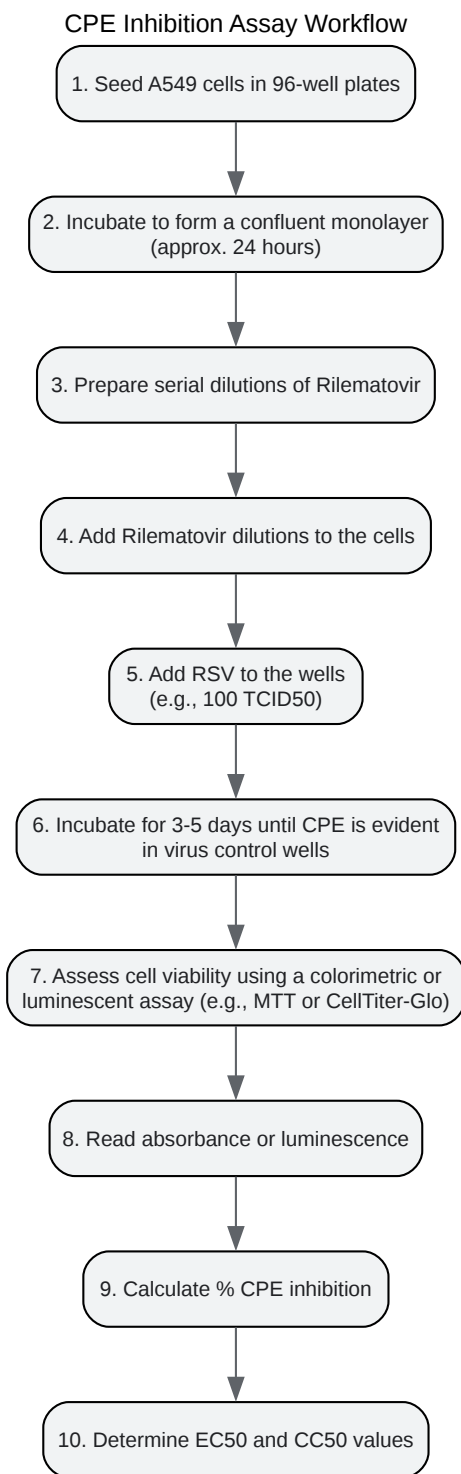 CPE Inhibition Assay Workflow
1. Seed A549 cells in 96-well plates
2. Incubate to form a confluent monolayer
(approx. 24 hours)
3. Prepare serial dilutions of Rilematovir
4. Add Rilematovir dilutions to the cells
5. Add RSV to the wells
(e.g., 100 TCID50)
6. Incubate for 3-5 days until CPE is evident
in virus control wells
7. Assess cell viability using a colorimetric or
luminescent assay (e.g., MTT or CellTiter-Glo)
8. Read absorbance or luminescence
9. Calculate % CPE inhibition
10. Determine EC50 and CC50 values